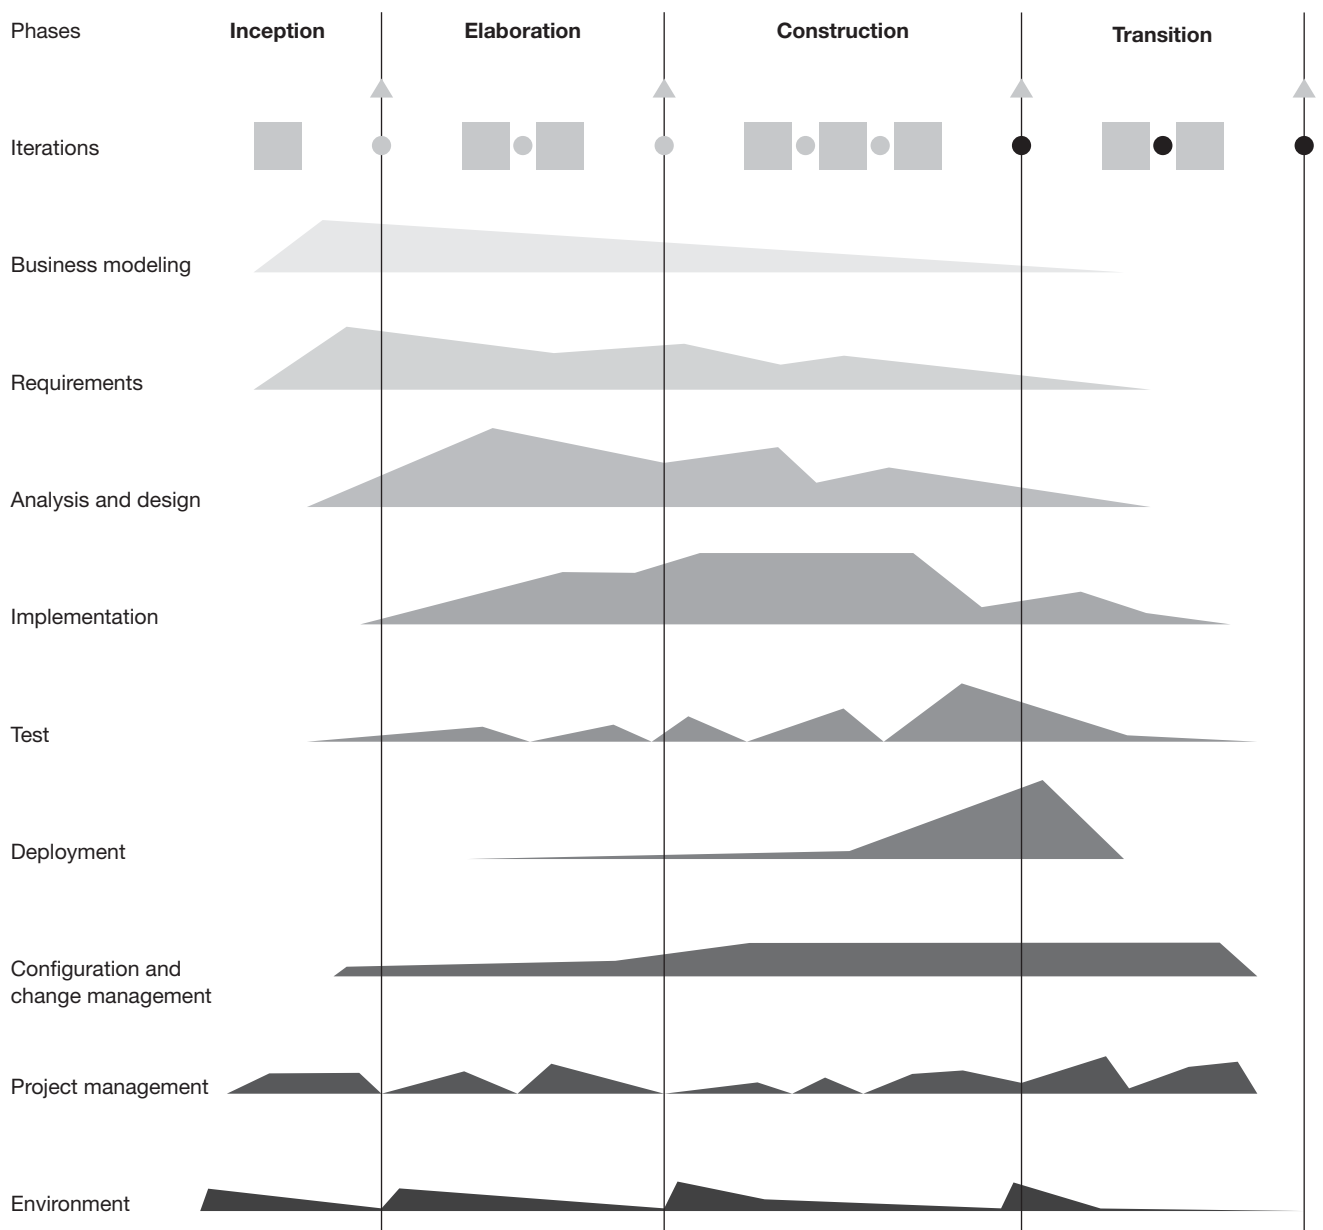 Phases
Inception
Elaboration
Construction
Transition
Iterations
Business modeling
Requirements
Analysis and design
Implementation
Test
Deployment
Configuration and
change management
Project management
Environment